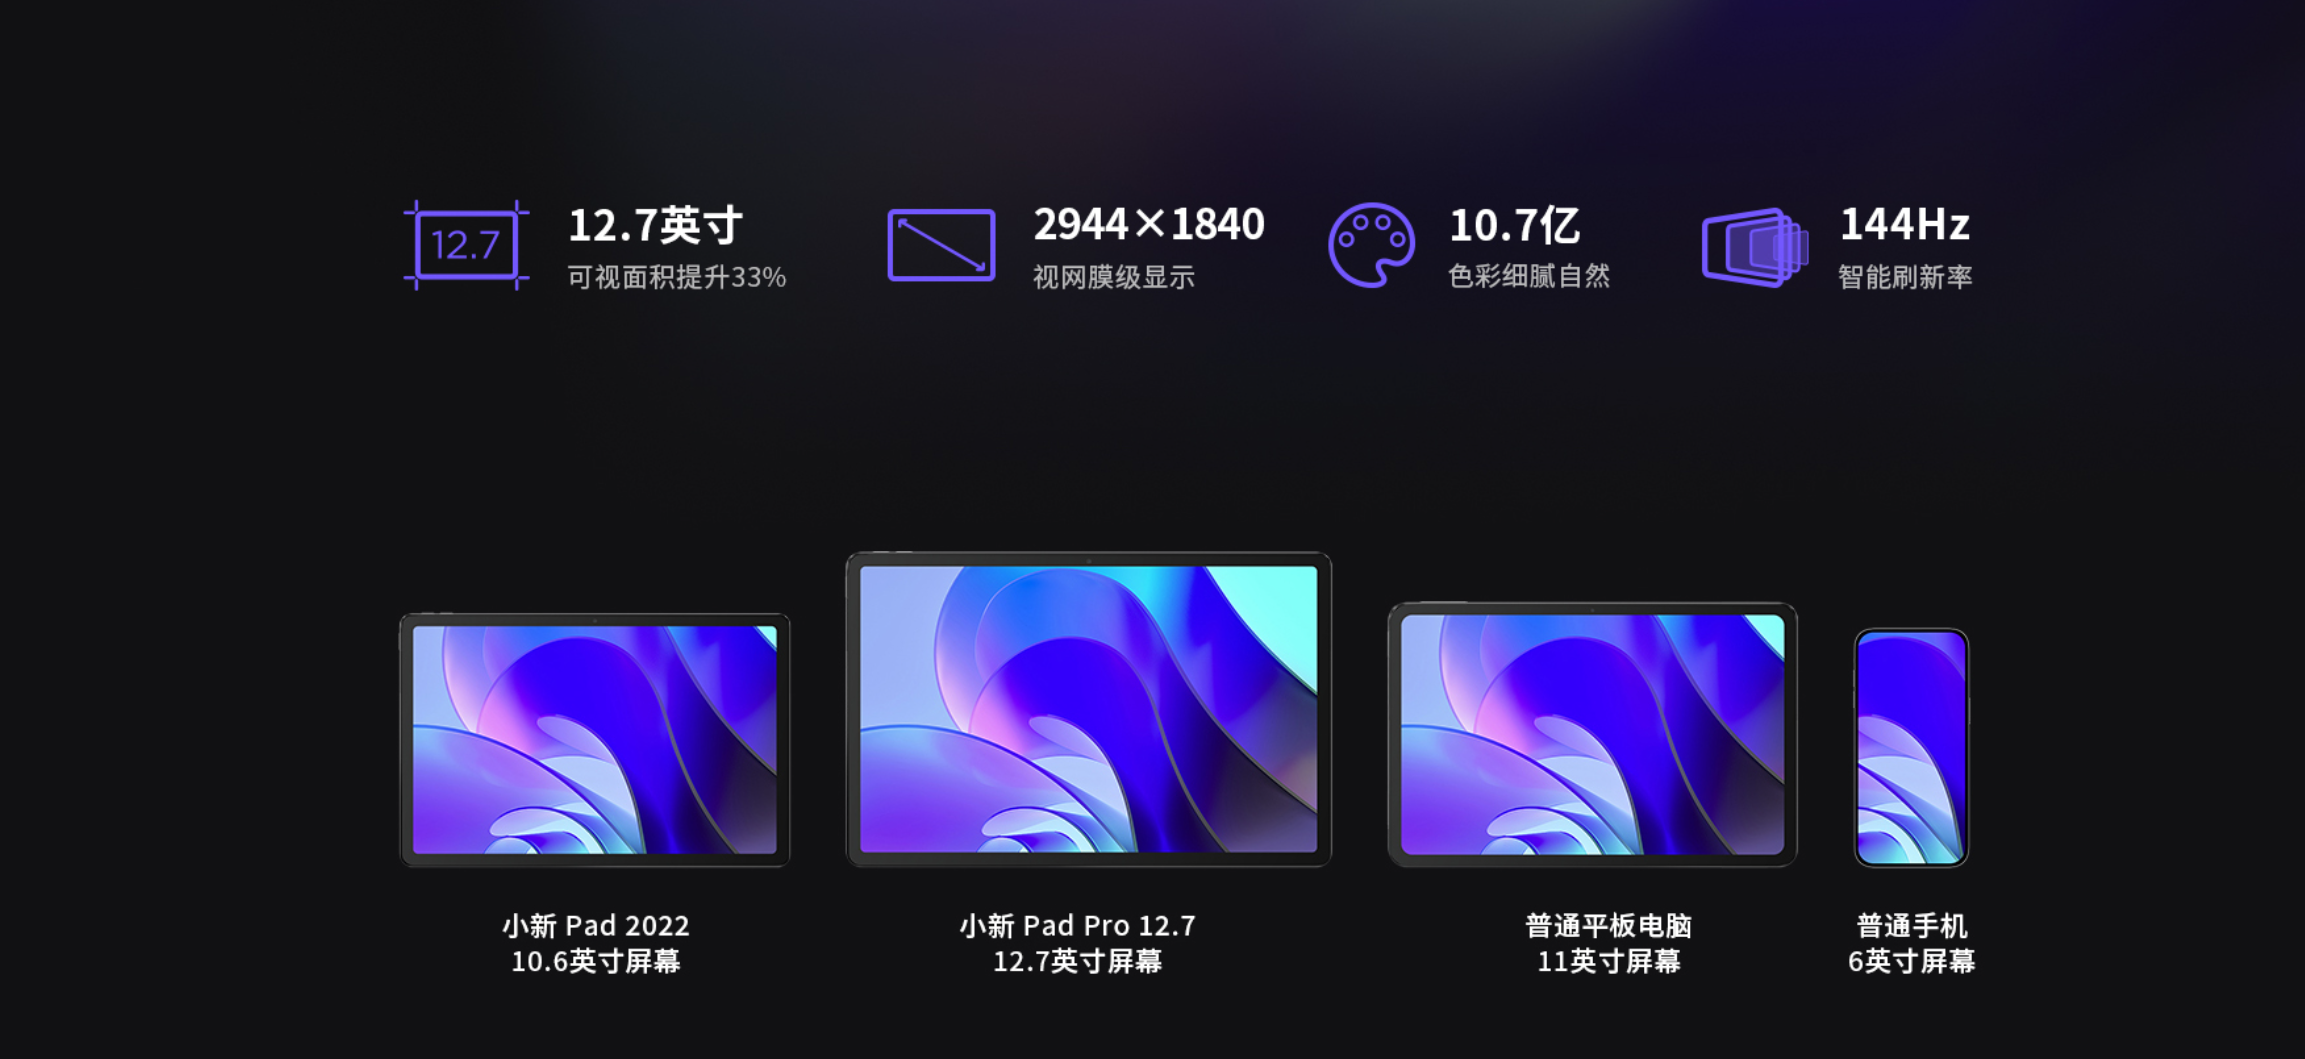 12.7
12.7英寸
可视面积提升33%
2944×1840
视网膜级显示
10.7亿
色彩细腻自然
144Hz
智能刷新率
小新 Pad 2022
10.6英寸屏幕
小新 Pad Pro 12.7
12.7英寸屏幕
普通平板电脑
11英寸屏幕
普通手机
6英寸屏幕